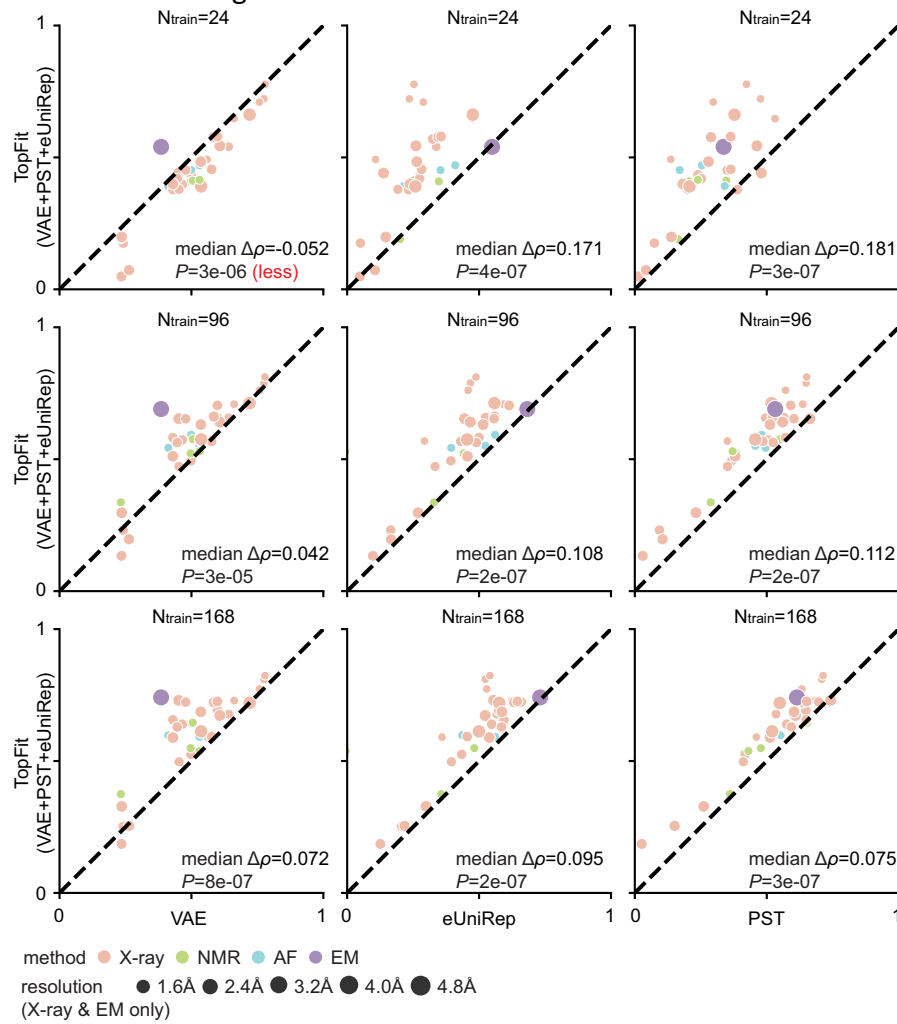 Ntrain=24 Ntrain=24 Ntrain=24
1
TopFit
(VAE+PST+eUniRep)
median Δρ=-0.052 median Δρ=0.171 median Δρ=0.181
P=3e-06 (less) P=4e-07 P=3e-07
0
Ntrain=96 Ntrain=96 Ntrain=96
1
TopFit
(VAE+PST+eUniRep)
median Δρ=0.042 median Δρ=0.108 median Δρ=0.112
P=3e-05 P=2e-07 P=2e-07
0
Ntrain=168 Ntrain=168 Ntrain=168
1
TopFit
(VAE+PST+eUniRep)
median Δρ=0.072 median Δρ=0.095 median Δρ=0.075
P=8e-07 P=2e-07 P=3e-07
0
0 VAE 1 0 eUniRep 1 0 PST 1
method X-ray NMR AF EM
resolution 1.6Å 2.4Å 3.2Å 4.0Å 4.8Å
(X-ray & EM only)